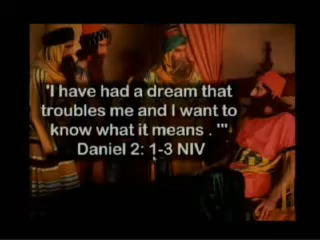 'I have had a dream that
troubles me and I want to
know what it means . '"
Daniel 2: 1-3 NIV